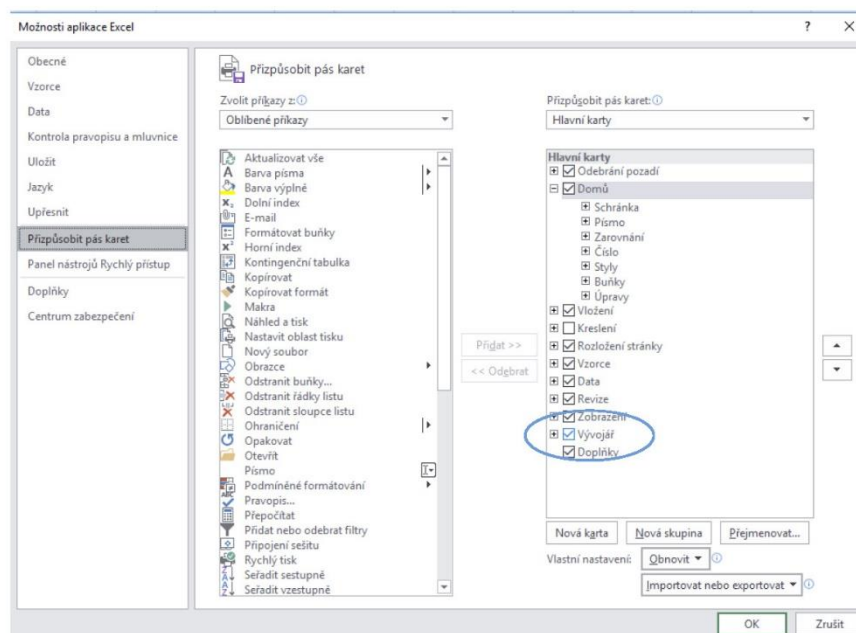 Možnosti aplikace Excel
?
Obecné
Vzorce
Data
Kontrola pravopisu a mluvnice
Uložit
Jazyk
Upřesnit
Přizpůsobit pás karet
Panel nástrojů Rychlý přístup
Doplňky
Centrum zabezpečení
Přizpůsobit pás karet
Zvolit příkazy z:
Oblíbené příkazy
Aktualizovat vše
Barva písma
Barva výplně
Dolní index
E-mail
Formátovat buňky
Horní index
Kontingenční tabulka
Kopírovat
Kopírovat formát
Makra
Náhled a tisk
Nastavit oblast tisku
Nový soubor
Obrazce
Odstranit buňky...
Odstranit řádky listu
Odstranit sloupce listu
Ohraničení
Opakovat
Otevřít
Písmo
Podmíněné formátování
Pravopis...
Přepočítat
Přidat nebo odebrat filtry
Připojení sešitu
Rychlý tisk
Seřadit sestupně
Seřadit vzestupně
Přidat >>
<< Odebrat
Přizpůsobit pás karet:
Hlavní karty
Hlavní karty
Odebrání pozadí
Domů
Schránka
Písmo
Zarovnání
Číslo
Styly
Buňky
Úpravy
Vložení
Kreslení
Rozložení stránky
Vzorce
Data
Revize
Zobrazení
Vývojář
Doplňky
Nová karta
Nová skupina
Přejmenovat...
Vlastní nastavení:
Obnovit
Importovat nebo exportovat
OK
Zrušit